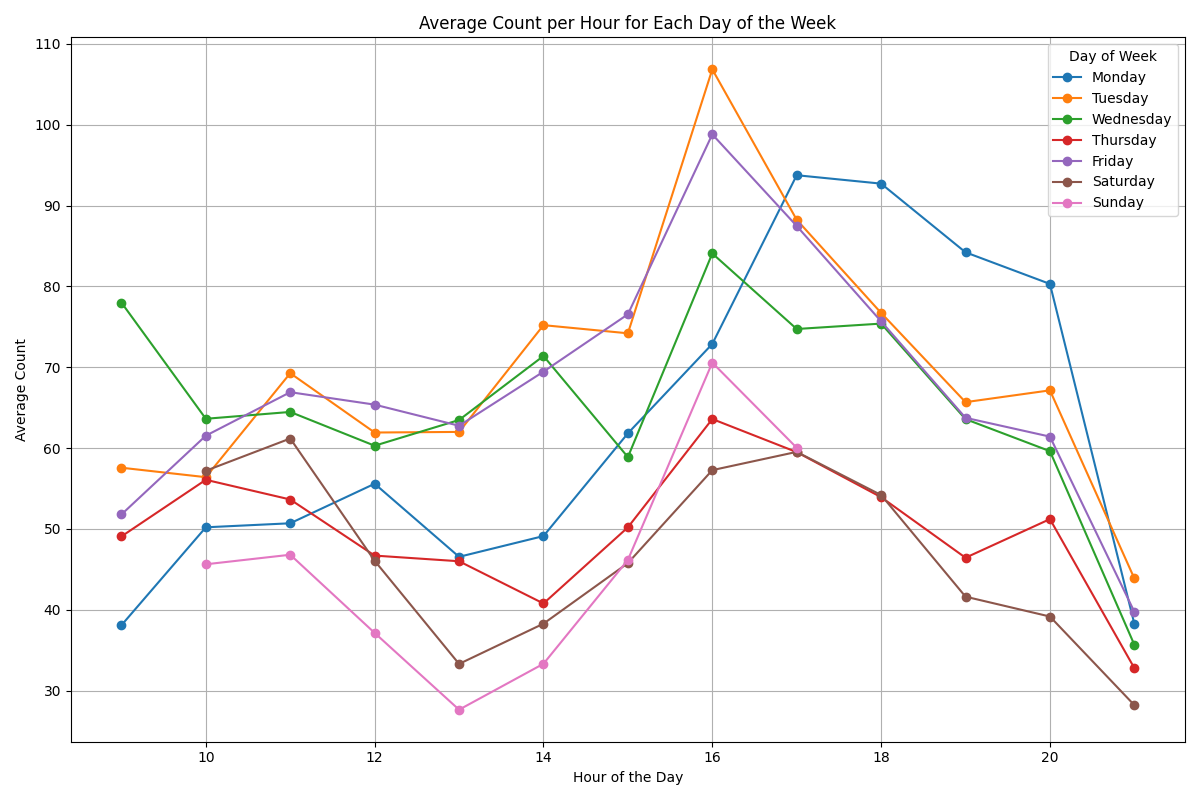 Average Count per Hour for Each Day of the Week
110
100
90
80
70
60
50
40
30
Average Count
Day of Week
Monday
Tuesday
Wednesday
Thursday
Friday
Saturday
Sunday
10 12 14 16 18 20
Hour of the Day